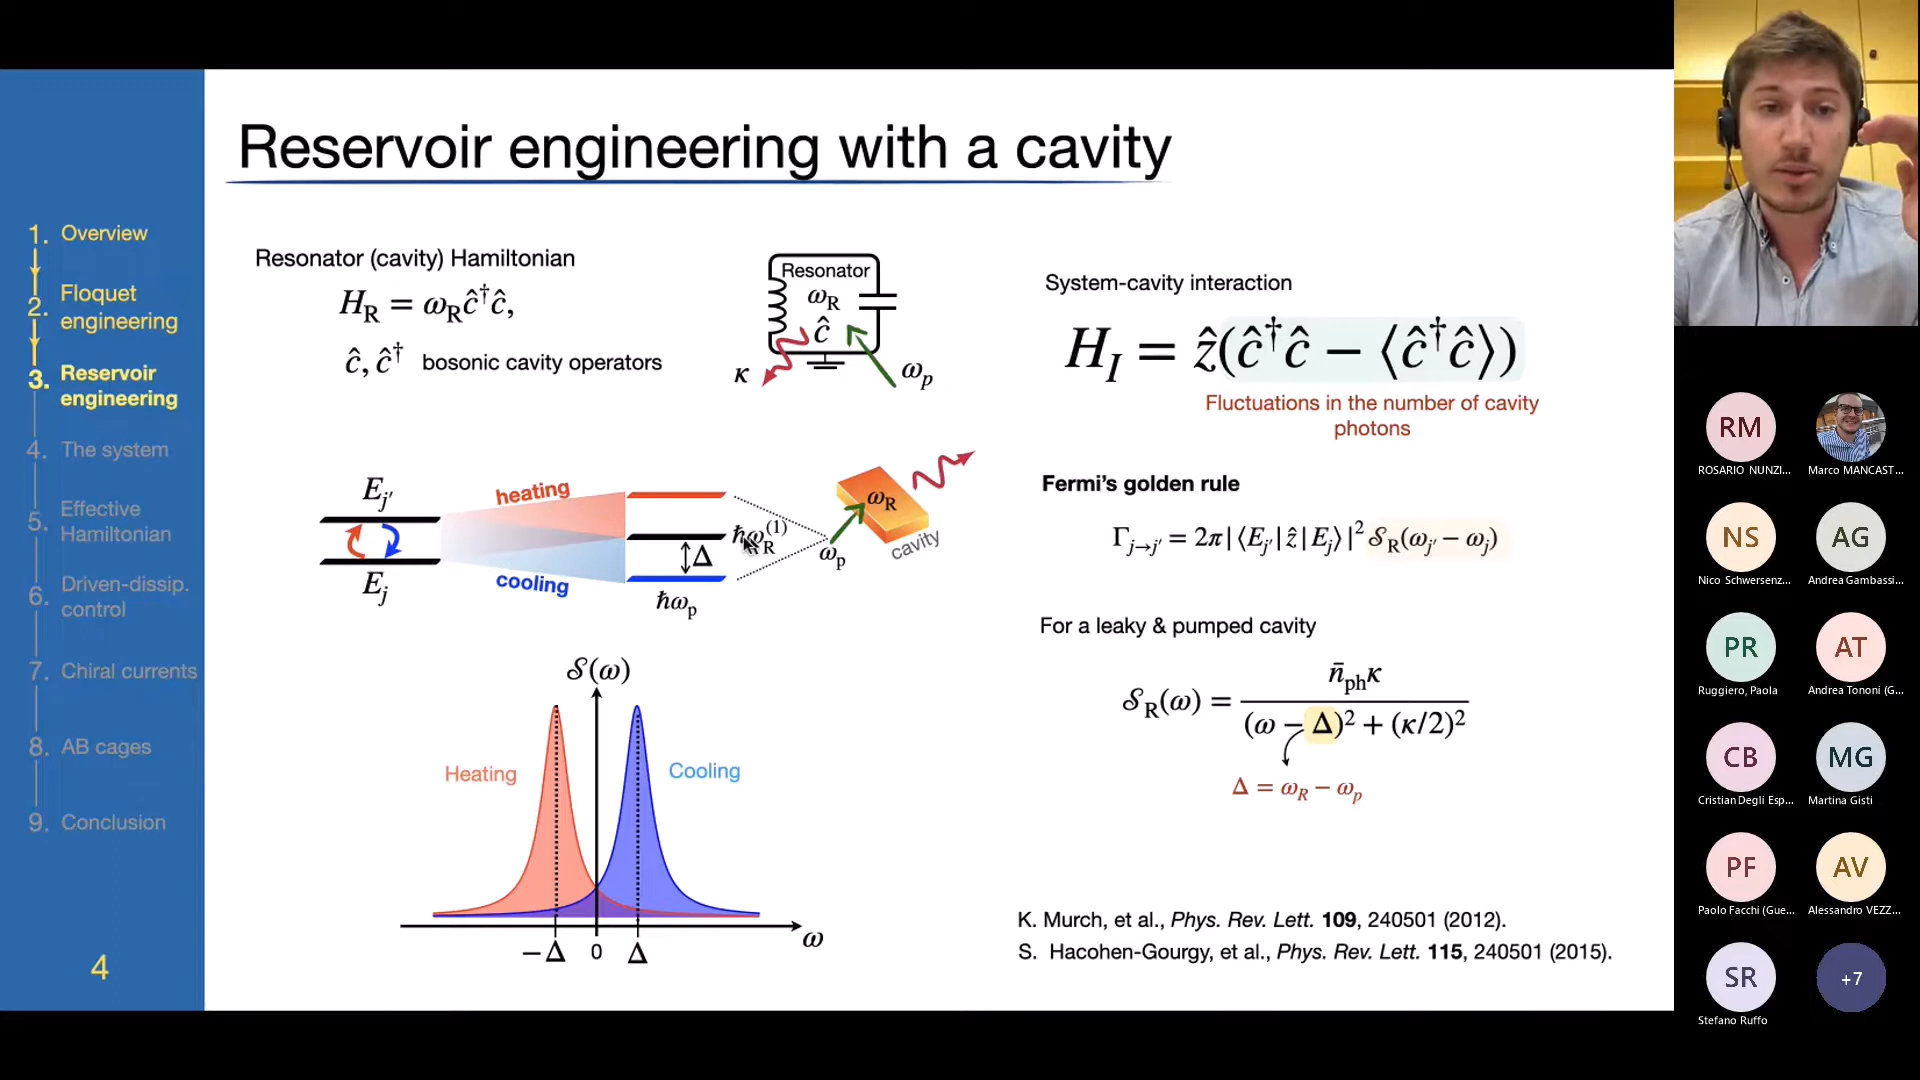 Reservoir engineering with a cavity
1. Overview
2. Floquet
engineering
3. Reservoir
engineering
4. The system
5. Effective
Hamiltonian
6. Driven-dissip.
control
7. Chiral currents
8. AB cages
9. Conclusion
4
Resonator (cavity) Hamiltonian
H_R = ω_R ĉ†ĉ,
ĉ, ĉ† bosonic cavity operators
Resonator
ω_R
ĉ
κ
ω_p
E_j′
E_j
heating
cooling
ħω_R^(1)
Δ
ħω_p
ω_p
ω_R
cavity
𝒮(ω)
Heating
Cooling
−Δ 0 Δ
ω
System-cavity interaction
H_I = ẑ(ĉ†ĉ − ⟨ĉ†ĉ⟩)
Fluctuations in the number of cavity
photons
Fermi's golden rule
Γ_j→j′ = 2π|⟨E_j′|ẑ|E_j⟩|² 𝒮_R(ω_j′ − ω_j)
For a leaky & pumped cavity
𝒮_R(ω) = n̄_ph κ / (ω − Δ)² + (κ/2)²
Δ = ω_R − ω_p
K. Murch, et al., Phys. Rev. Lett. 109, 240501 (2012).
S. Hacohen-Gourgy, et al., Phys. Rev. Lett. 115, 240501 (2015).
RM
ROSARIO NUNZI...
Marco MANCAST...
NS
Nico Schwersenz...
AG
Andrea Gambassi...
PR
Ruggiero, Paola
AT
Andrea Tononi (G...
CB
Cristian Degli Esp...
MG
Martina Gisti
PF
Paolo Facchi (Gue...
AV
Alessandro VEZZ...
SR
Stefano Ruffo
+7